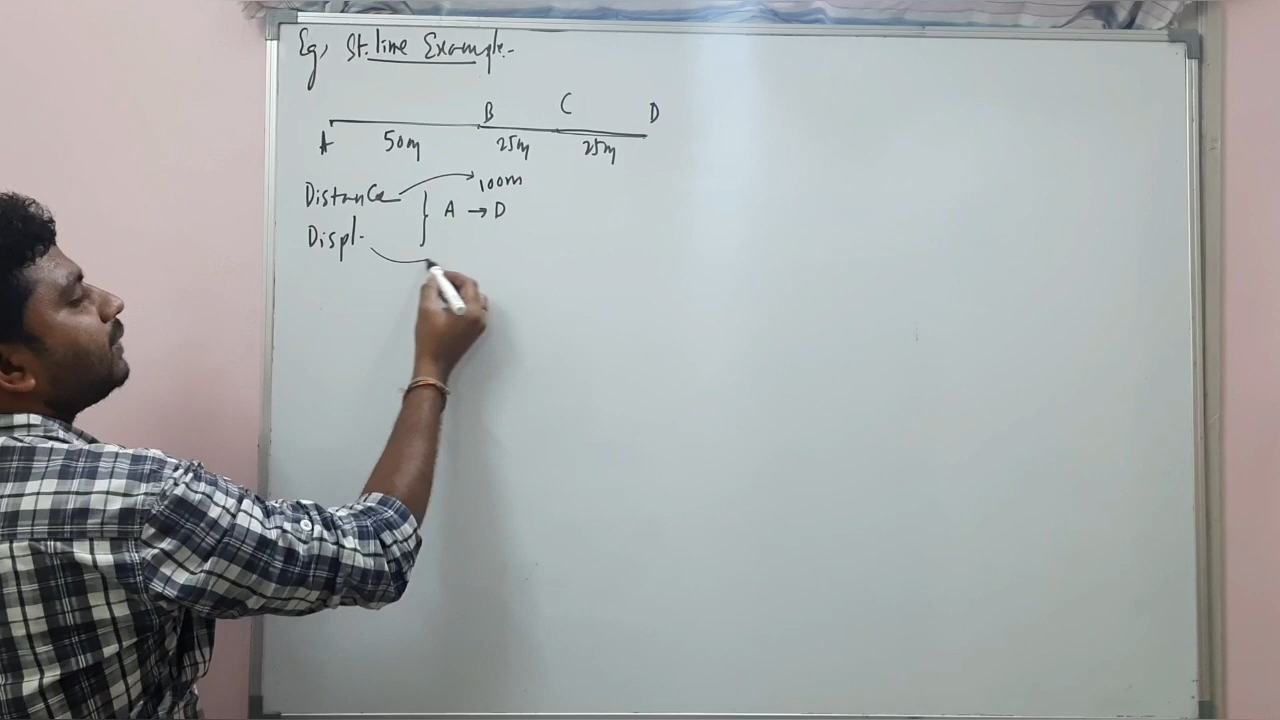 Eg, St. line Example.-
B C D
A 50m 25m 25m
Distance 100m
A → D
Displ.